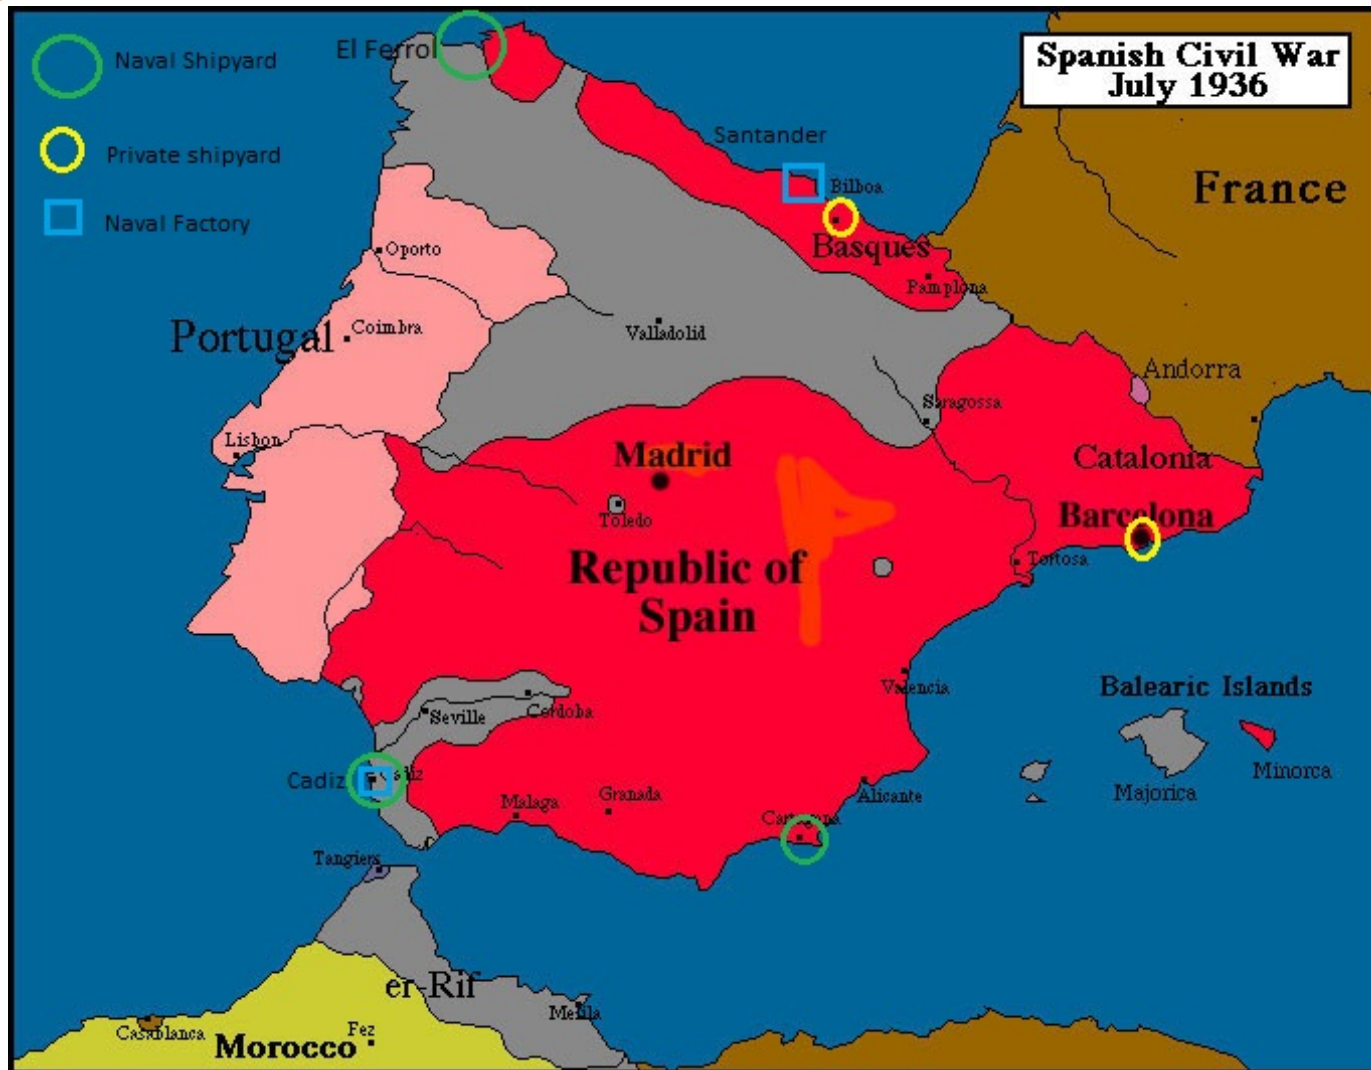 Naval Shipyard
El Ferrol
Spanish Civil War
July 1936
Santander
Private shipyard
Bilboa
France
Naval Factory
Basques
Oporto
Pamplona
Portugal
Coimbra
Valladolid
Andorra
Saragossa
Lisbon
Madrid
Catalonia
Toledo
Barcelona
Republic of
Spain
Tortosa
Valencia
Balearic Islands
Seville
Cordoba
Cadiz
Minorca
Majorica
Alicante
Malaga
Granada
Cartagena
Tangiers
er-Rif
Melila
Casablanca
Fez
Morocco